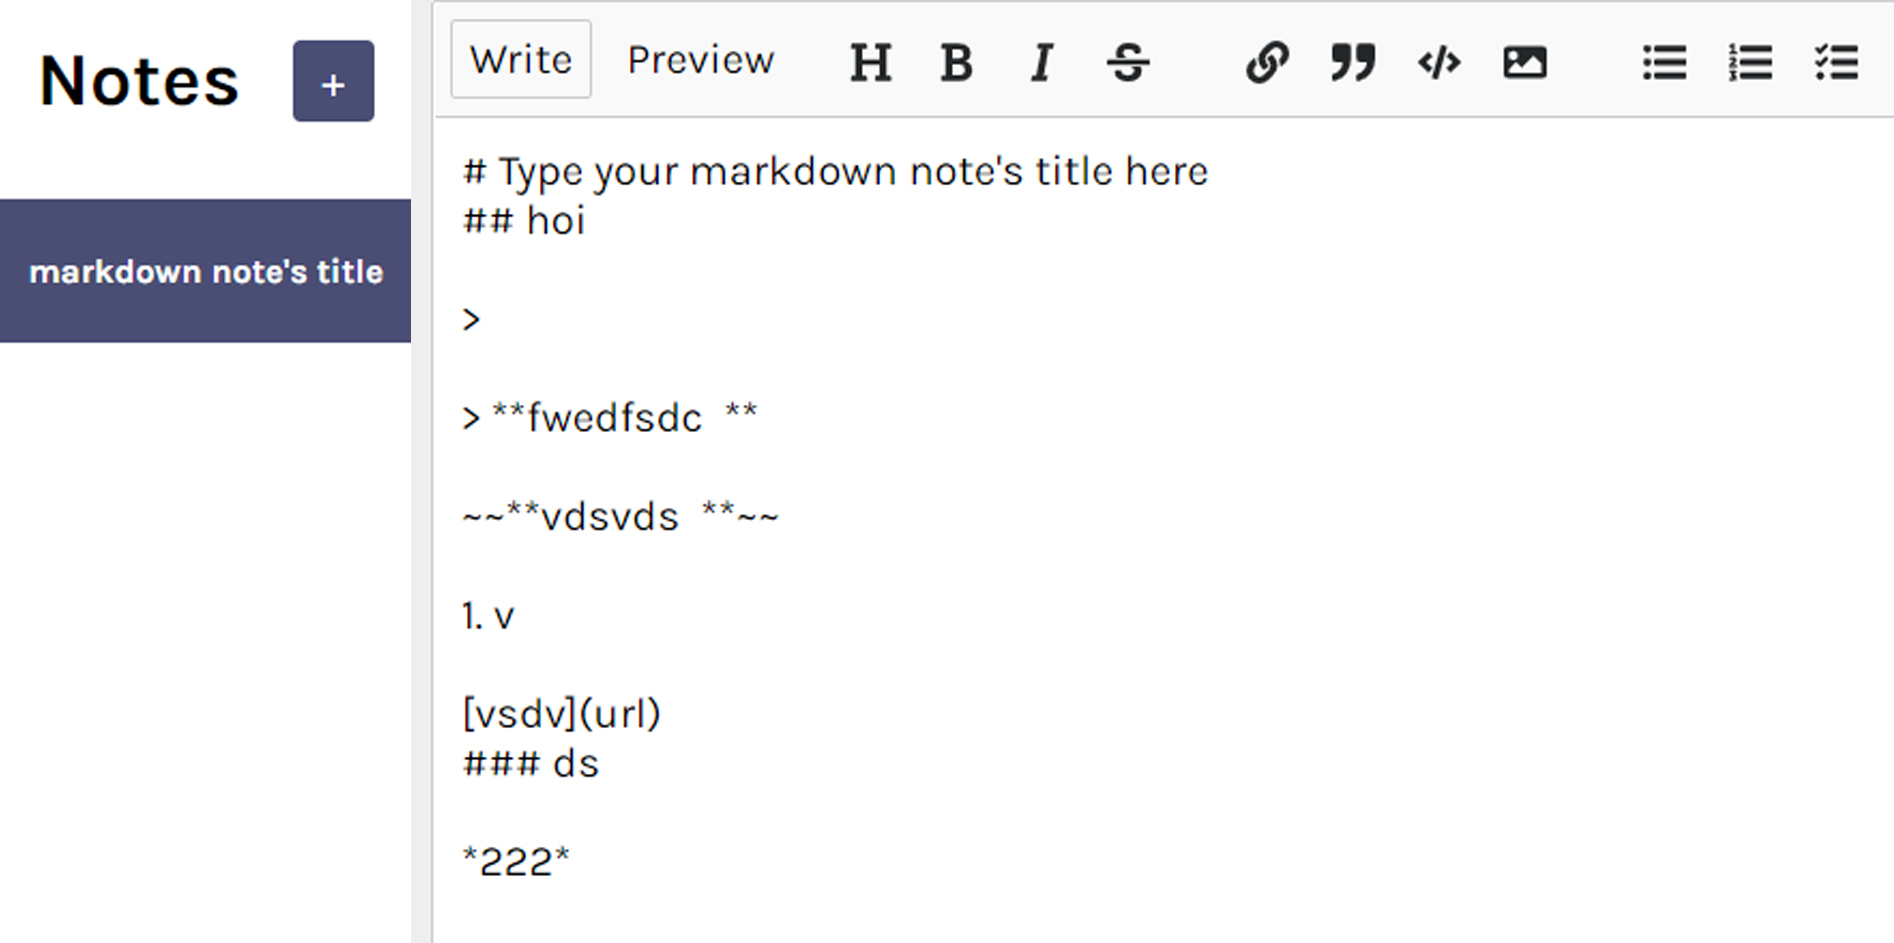 Notes
+
markdown note's title
Write Preview H B I S
# Type your markdown note's title here
## hoi
>
> **fwedfsdc  **
~~**vdsvds  **~~
1. v
[vsdv](url)
### ds
*222*